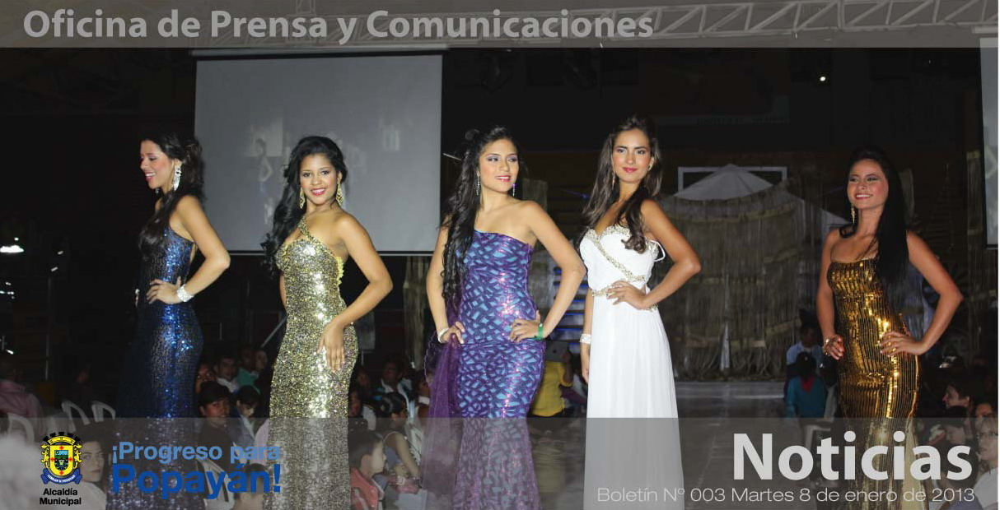 Oficina de Prensa y Comunicaciones
¡Progreso para
Popayán!
Alcaldía
Municipal
Noticias
Boletín Nº 003 Martes 8 de enero de 2013